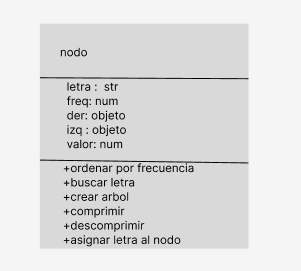 nodo
letra : str
freq: num
der: objeto
izq : objeto
valor: num
+ordenar por frecuencia
+buscar letra
+crear arbol
+comprimir
+descomprimir
+asignar letra al nodo